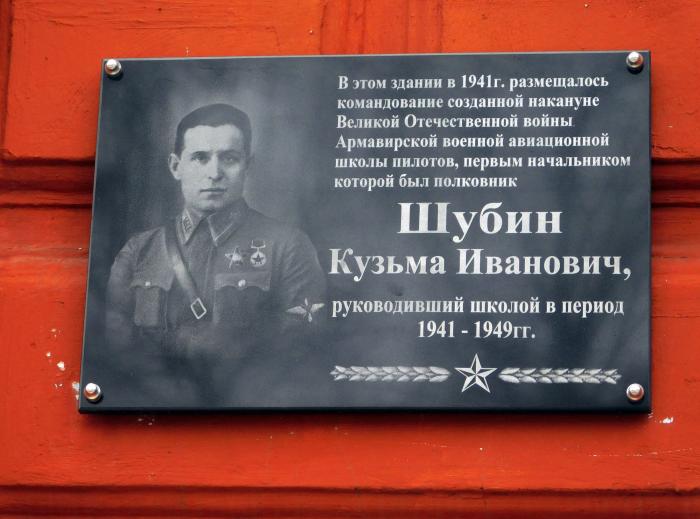 В этом здании в 1941г. размещалось
командование созданной накануне
Великой Отечественной войны
Армавирской военной авиационной
школы пилотов, первым начальником
которой был полковник
Шубин
Кузьма Иванович,
руководивший школой в период
1941 - 1949гг.